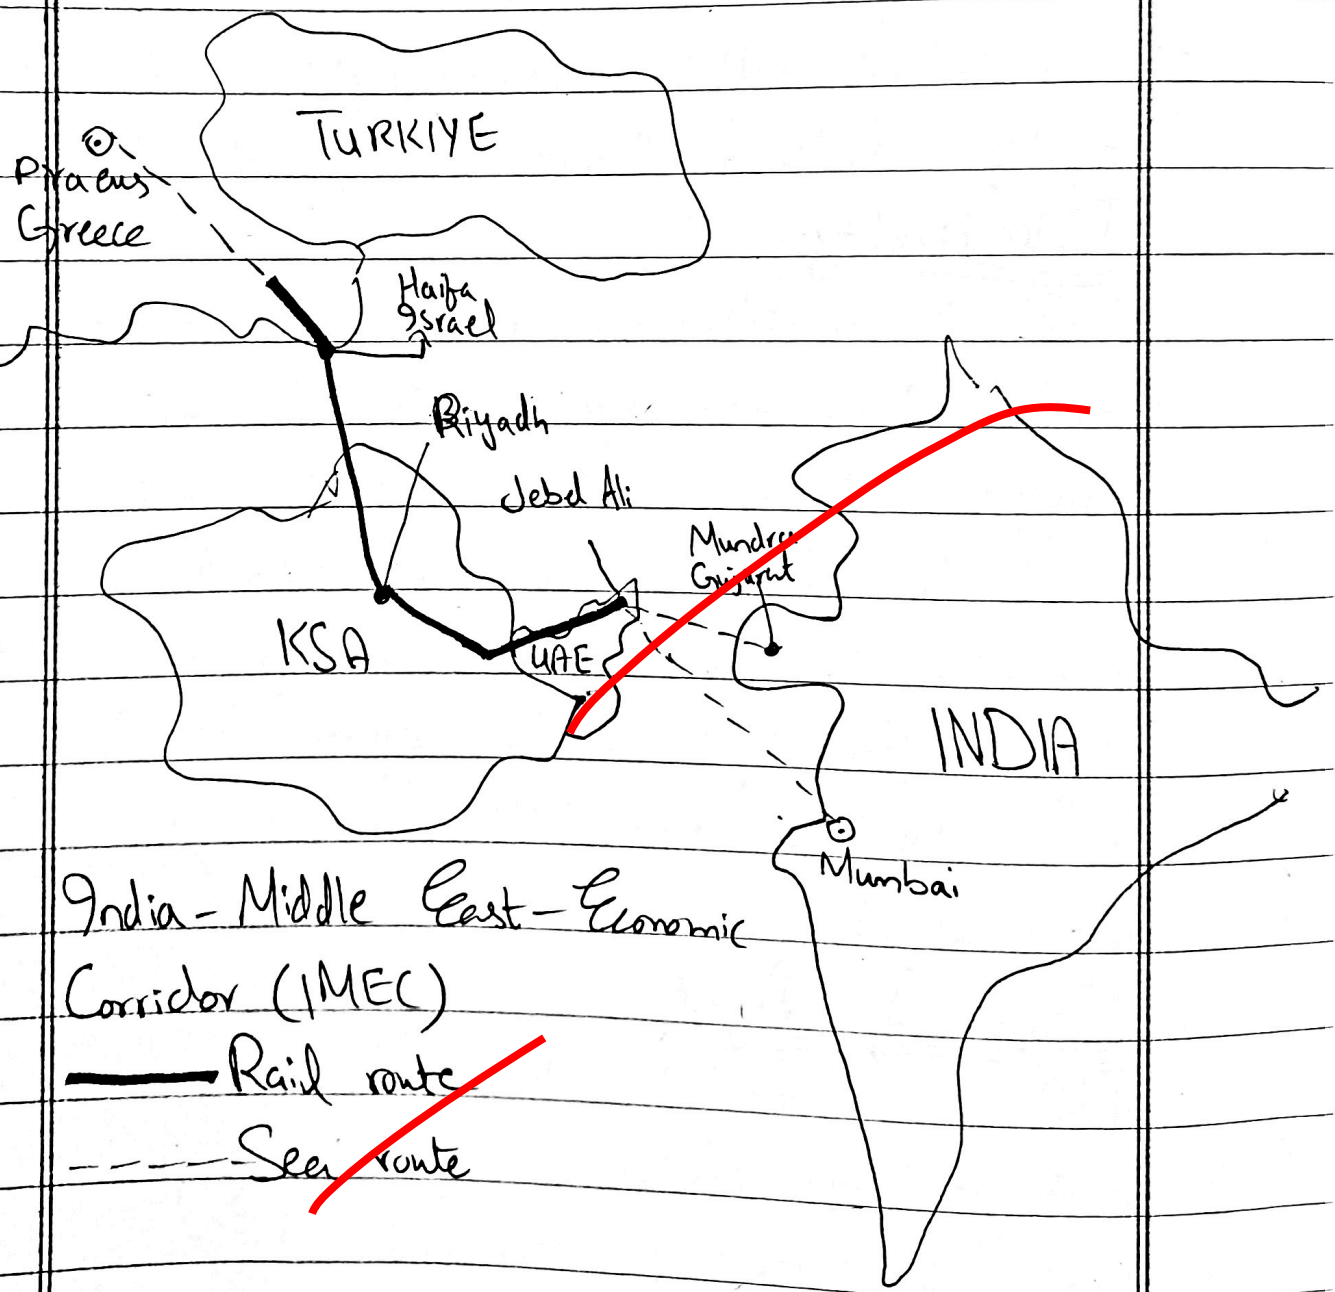 TURKIYE
Piraeus
Greece
Haifa
Israel
Riyadh
Jebel Ali
Mundra
Gujarat
KSA
UAE
INDIA
Mumbai
India - Middle East - Economic
Corridor (IMEC)
Rail route
Sea route